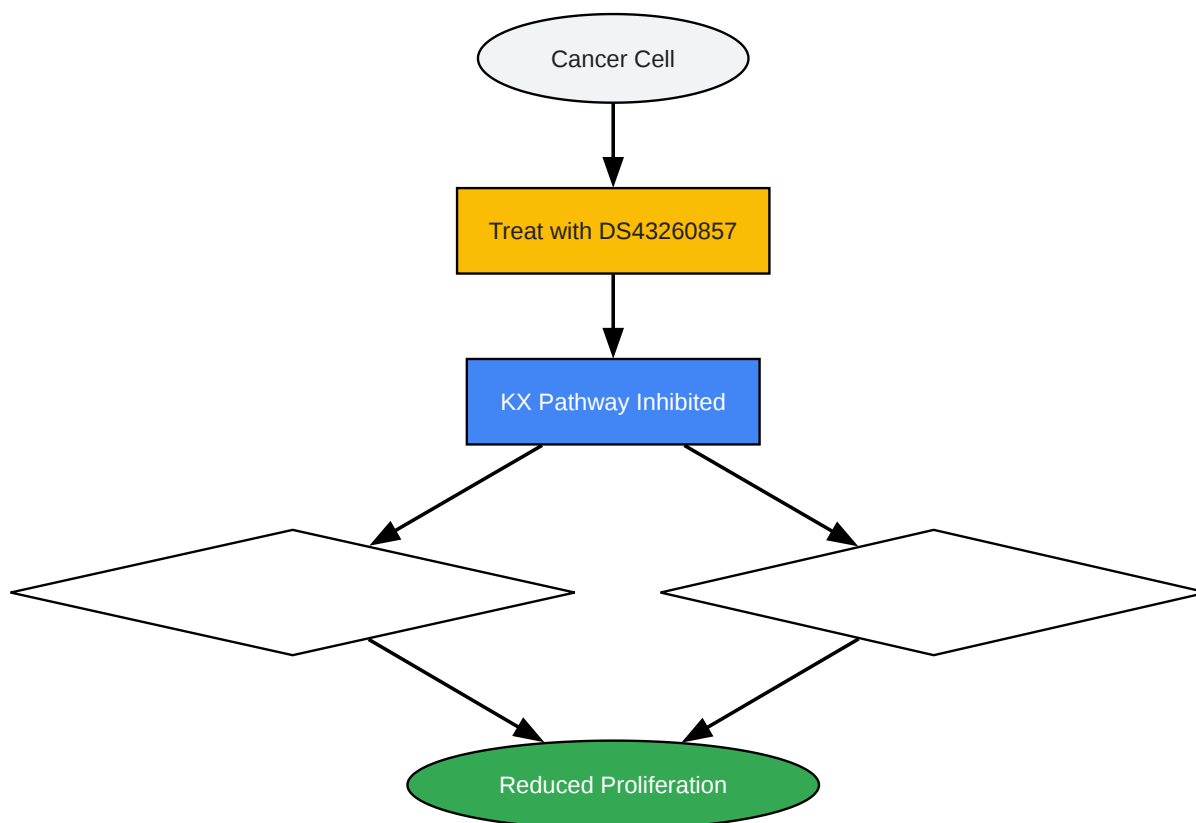 Cancer Cell
Treat with DS43260857
KX Pathway Inhibited
Reduced Proliferation